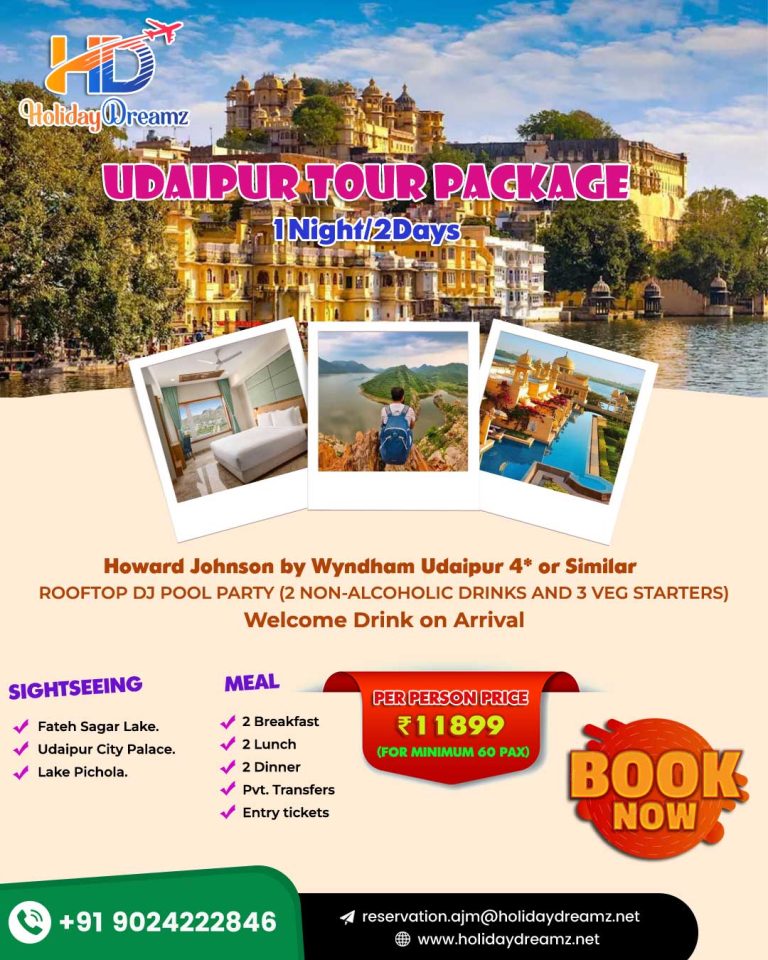 HD
Holiday Dreamz
UDAIPUR TOUR PACKAGE
1Night/2Days
Howard Johnson by Wyndham Udaipur 4* or Similar
ROOFTOP DJ POOL PARTY (2 NON-ALCOHOLIC DRINKS AND 3 VEG STARTERS)
Welcome Drink on Arrival
SIGHTSEEING
Fateh Sagar Lake.
Udaipur City Palace.
Lake Pichola.
MEAL
2 Breakfast
2 Lunch
2 Dinner
Pvt. Transfers
Entry tickets
PER PERSON PRICE
₹11899
(FOR MINIMUM 60 PAX)
BOOK
NOW
+91 9024222846
reservation.ajm@holidaydreamz.net
www.holidaydreamz.net